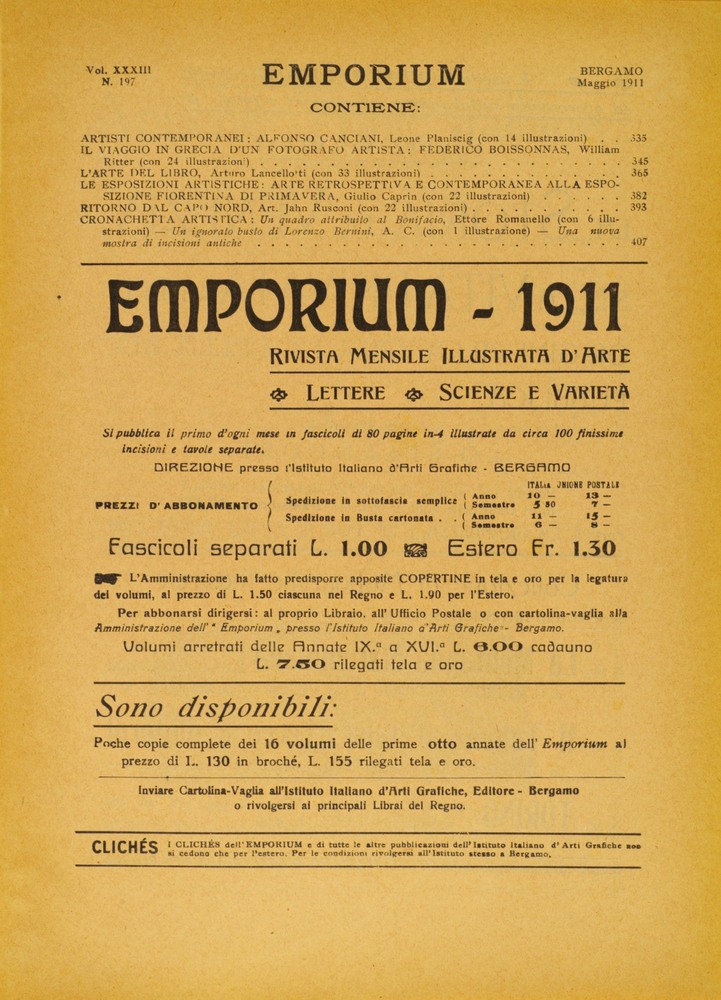 Vol. XXXIII
N. 197
EMPORIUM
BERGAMO
Maggio 1911
CONTIENE:
ARTISTI CONTEMPORANEI: ALFONSO CANCIANI, Leone Planiscig (con 14 illustrazioni) . . 335
IL VIAGGIO IN GRECIA D'UN FOTOGRAFO ARTISTA: FEDERICO BOISSONNAS, William
Ritter (con 24 illustrazioni) . . . . . . . . . . . . . . . . . . . . . . . 345
L'ARTE DEL LIBRO, Arturo Lancellotti (con 33 illustrazioni) . . . . . . . . . . . . 365
LE ESPOSIZIONI ARTISTICHE: ARTE RETROSPETTIVA E CONTEMPORANEA ALLA ESPO-
SIZIONE FIORENTINA DI PRIMAVERA, Giulio Caprin (con 22 illustrazioni) . . . . . . 382
RITORNO DAL CAPO NORD, Art. Jahn Rusconi (con 22 illustrazioni) . . . . . . . . . . 393
CRONACHETTA ARTISTICA: Un quadro attribuito al Bonifacio, Ettore Romanello (con 6 illu-
strazioni) — Un ignorato busto di Lorenzo Bernini, A. C. (con 1 illustrazione) — Una nuova
mostra di incisioni antiche . . . . . . . . . . . . . . . . . . . . . . . 407
EMPORIUM - 1911
RIVISTA MENSILE ILLUSTRATA D'ARTE
LETTERE SCIENZE E VARIETÀ
Si pubblica il primo d'ogni mese in fascicoli di 80 pagine in-4 illustrate da circa 100 finissime
incisioni e tavole separate.
DIREZIONE presso l'Istituto Italiano d'Arti Grafiche - BERGAMO
ITALIA UNIONE POSTALE
PREZZI D'ABBONAMENTO
Spedizione in sottofascia semplice ( Anno 10 — 13 —
( Semestre 5 50 7 —
Spedizione in Busta cartonata . . ( Anno 11 — 15 —
( Semestre 6 — 8 —
Fascicoli separati L. 1.00 Estero Fr. 1.30
L'Amministrazione ha fatto predisporre apposite COPERTINE in tela e oro per la legatura
dei volumi, al prezzo di L. 1.50 ciascuna nel Regno e L. 1.90 per l'Estero.
Per abbonarsi dirigersi: al proprio Libraio, all'Ufficio Postale o con cartolina-vaglia alla
Amministrazione dell'" Emporium „ presso l'Istituto Italiano d'Arti Grafiche - Bergamo.
Volumi arretrati delle Annate IX.ª a XVI.ª L. 6.00 cadauno
L. 7.50 rilegati tela e oro
Sono disponibili:
Poche copie complete dei 16 volumi delle prime otto annate dell'Emporium al
prezzo di L. 130 in broché, L. 155 rilegati tela e oro.
Inviare Cartolina-Vaglia all'Istituto Italiano d'Arti Grafiche, Editore - Bergamo
o rivolgersi ai principali Librai del Regno.
CLICHÉS
I CLICHÉS dell'EMPORIUM e di tutte le altre pubblicazioni dell'Istituto Italiano d'Arti Grafiche non
si cedono che per l'estero. Per le condizioni rivolgersi all'Istituto stesso a Bergamo.